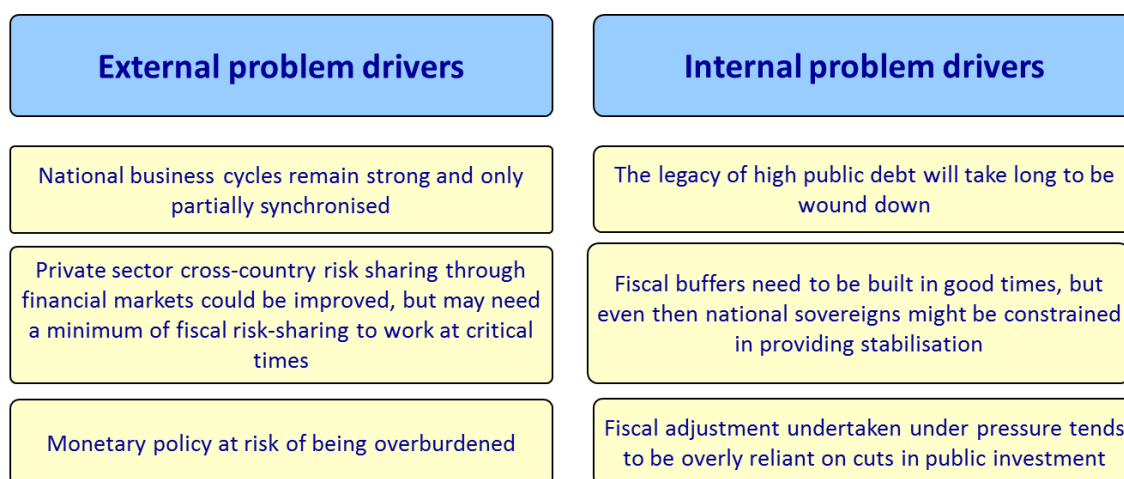 External problem drivers
National business cycles remain strong and only
partially synchronised
Private sector cross-country risk sharing through
financial markets could be improved, but may need
a minimum of fiscal risk-sharing to work at critical
times
Monetary policy at risk of being overburdened
Internal problem drivers
The legacy of high public debt will take long to be
wound down
Fiscal buffers need to be built in good times, but
even then national sovereigns might be constrained
in providing stabilisation
Fiscal adjustment undertaken under pressure tends
to be overly reliant on cuts in public investment